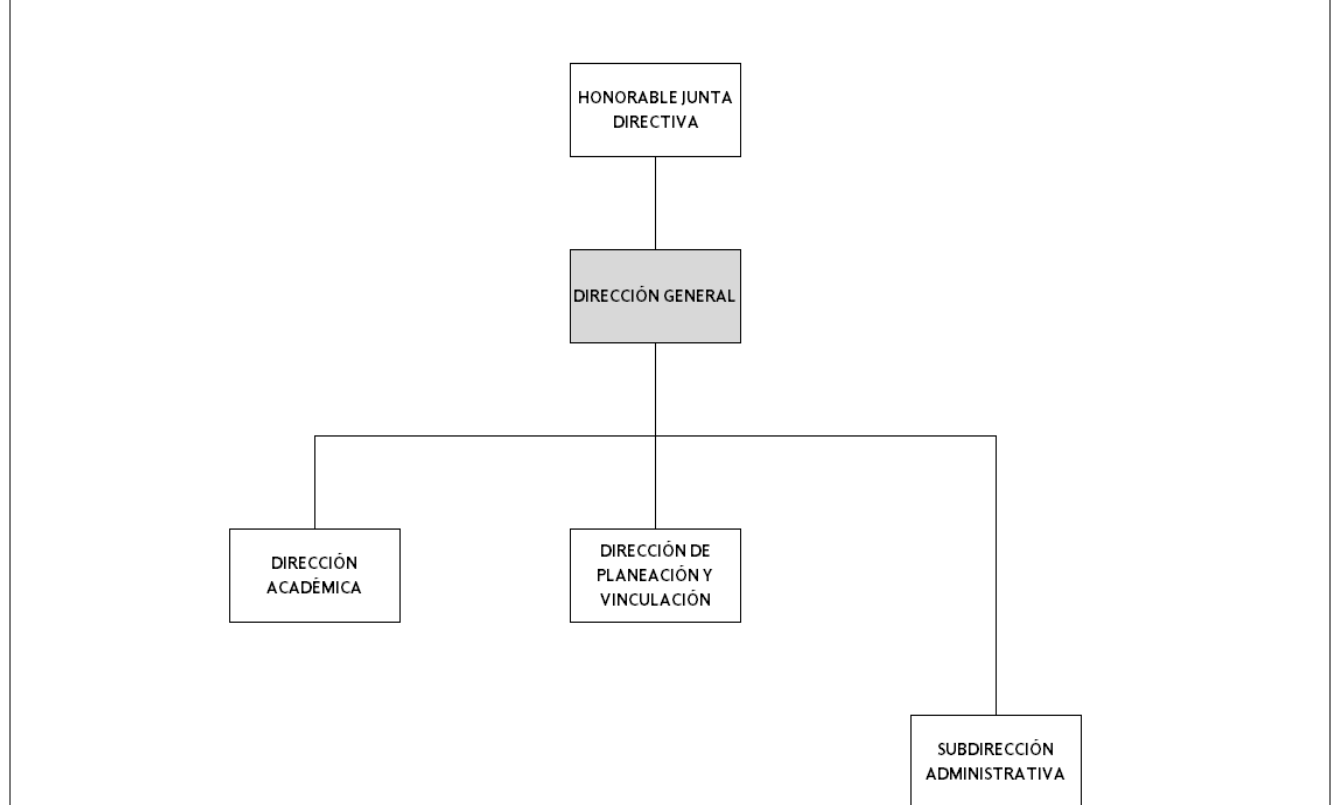 HONORABLE JUNTA
DIRECTIVA
DIRECCIÓN GENERAL
DIRECCIÓN
ACADÉMICA
DIRECCIÓN DE
PLANEACIÓN Y
VINCULACIÓN
SUBDIRECCIÓN
ADMINISTRATIVA